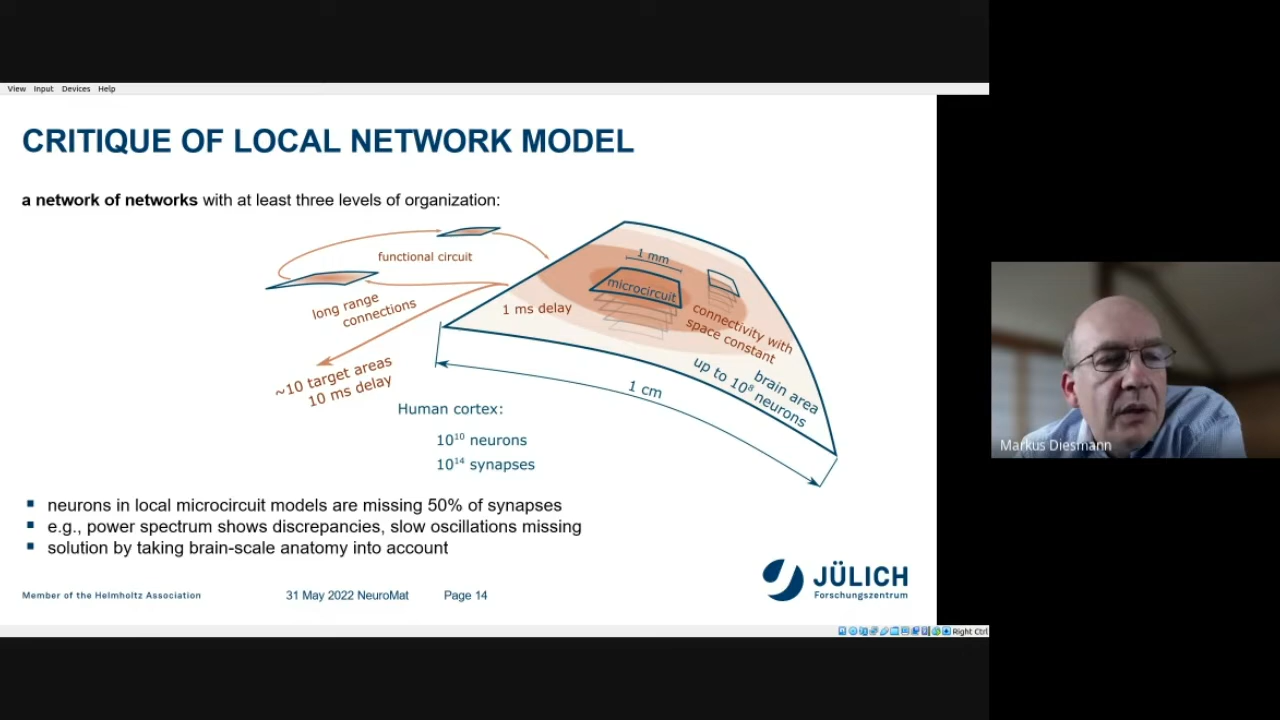 View Input Devices Help
CRITIQUE OF LOCAL NETWORK MODEL
a network of networks with at least three levels of organization:
functional circuit
long range
connections
~10 target areas
10 ms delay
1 mm
microcircuit
1 ms delay
connectivity with
space constant
brain area
up to 10⁸ neurons
1 cm
Human cortex:
10¹⁰ neurons
10¹⁴ synapses
neurons in local microcircuit models are missing 50% of synapses
e.g., power spectrum shows discrepancies, slow oscillations missing
solution by taking brain-scale anatomy into account
Member of the Helmholtz Association
31 May 2022 NeuroMat
Page 14
JÜLICH
Forschungszentrum
Right Ctrl
Markus Diesmann